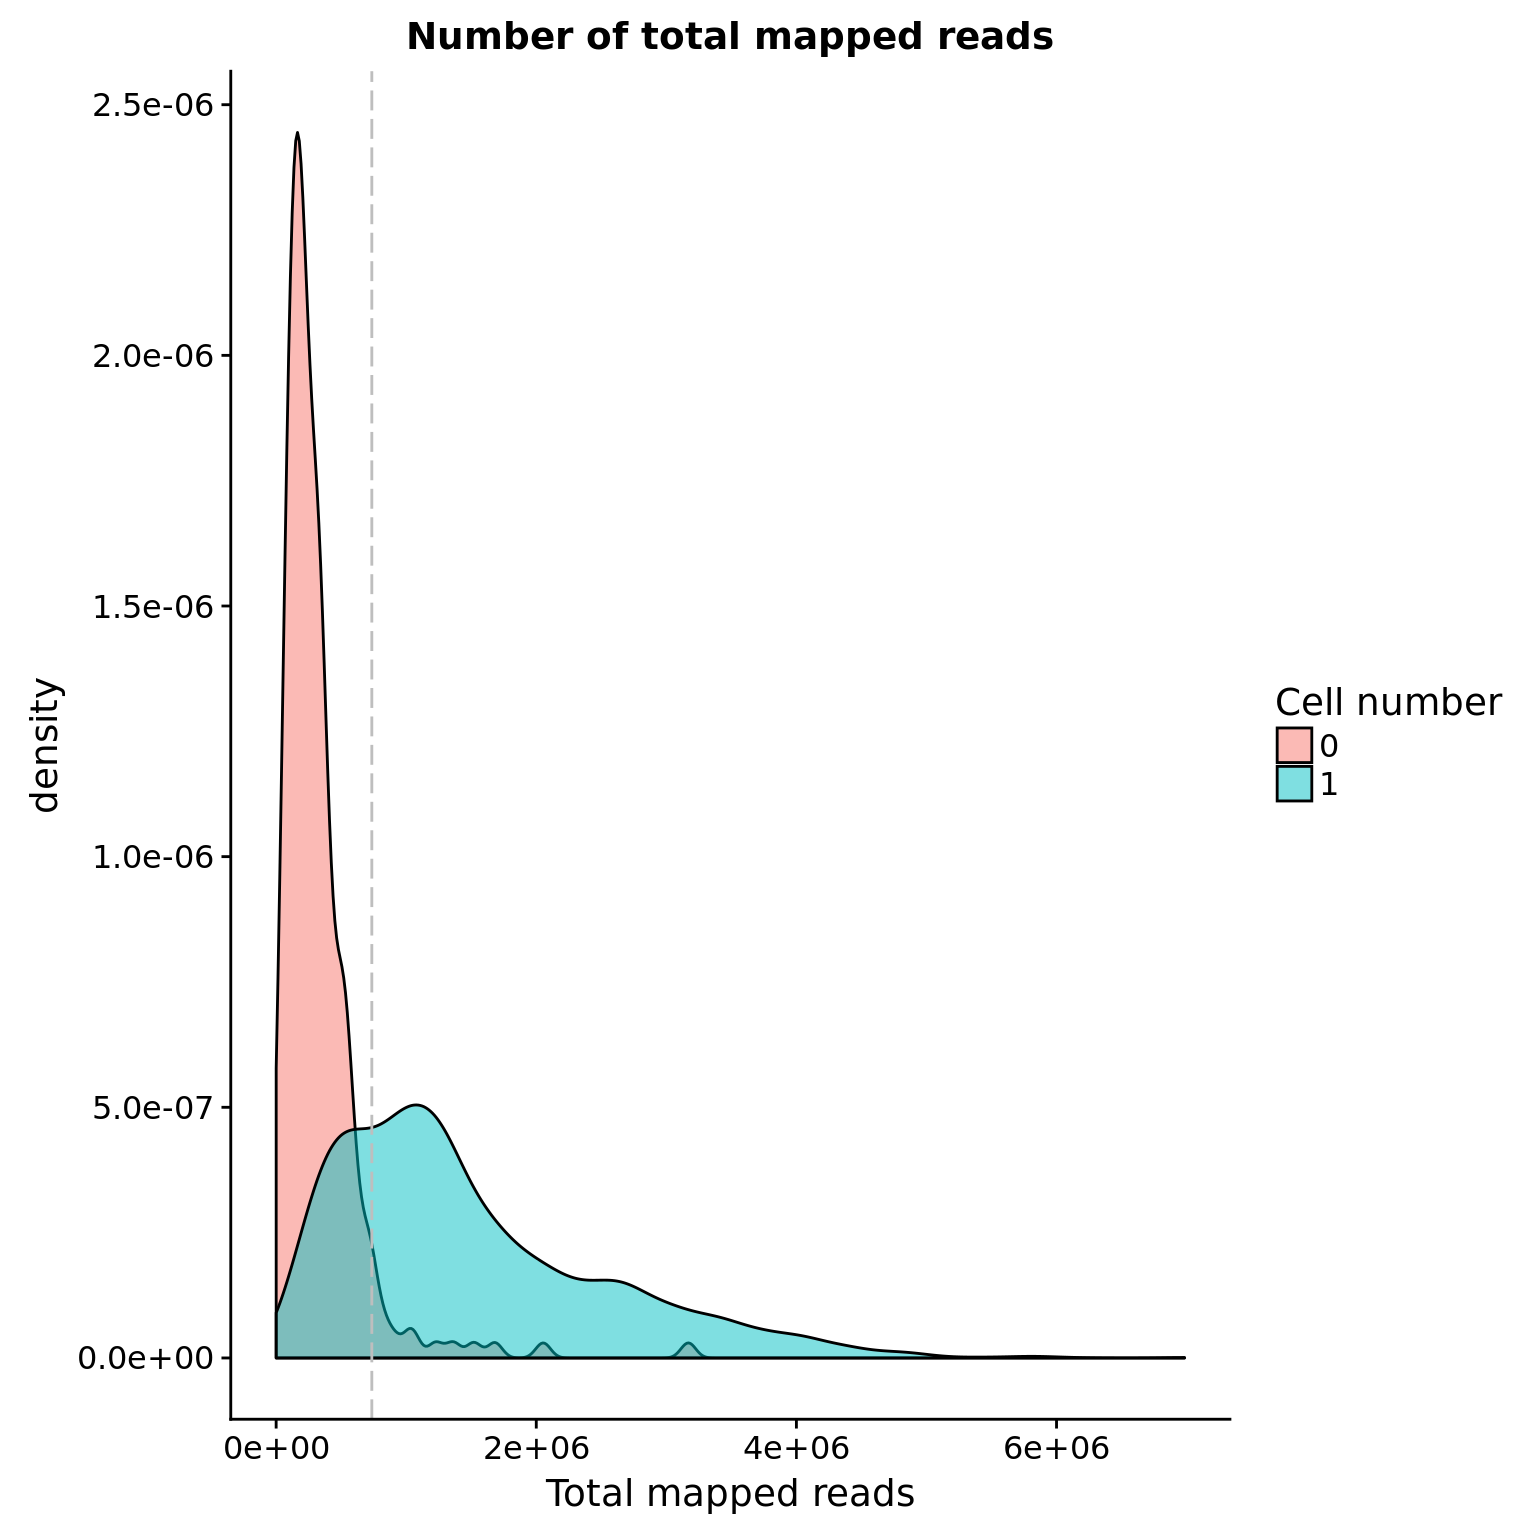 Number of total mapped reads
2.5e-06
2.0e-06
1.5e-06
1.0e-06
5.0e-07
0.0e+00
density
0e+00 2e+06 4e+06 6e+06
Total mapped reads
Cell number
0
1